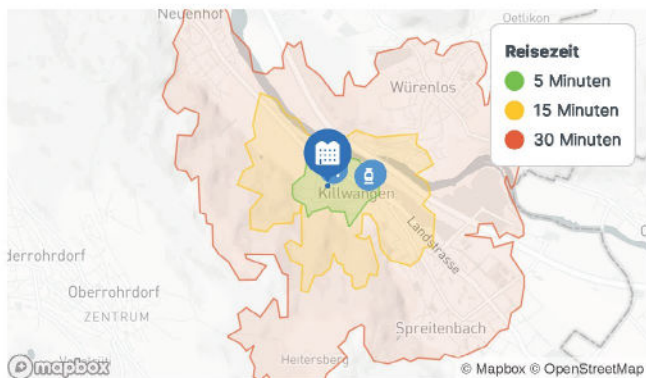 Neuenhof
Oetlikon
Reisezeit
5 Minuten
15 Minuten
30 Minuten
Würenlos
Killwangen
Landstrasse
derrohrdorf
Oberrohrdorf
ZENTRUM
Spreitenbach
Heitersberg
mapbox
© Mapbox © OpenStreetMap